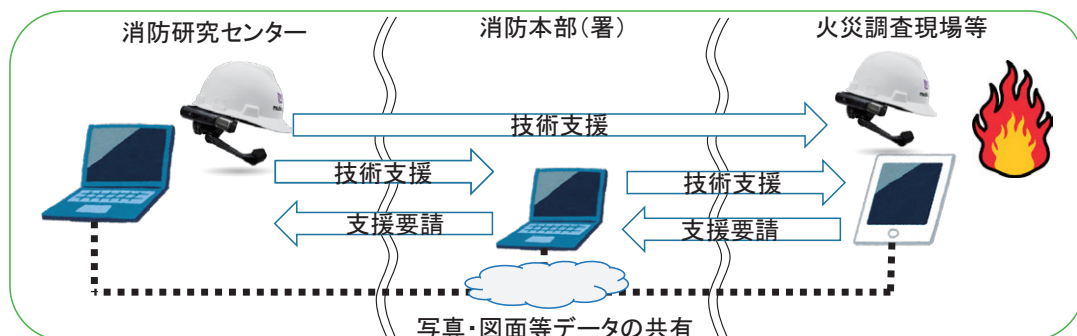 消防研究センター
消防本部（署）
火災調査現場等
技術支援
技術支援
技術支援
支援要請
支援要請
写真・図面等データの共有